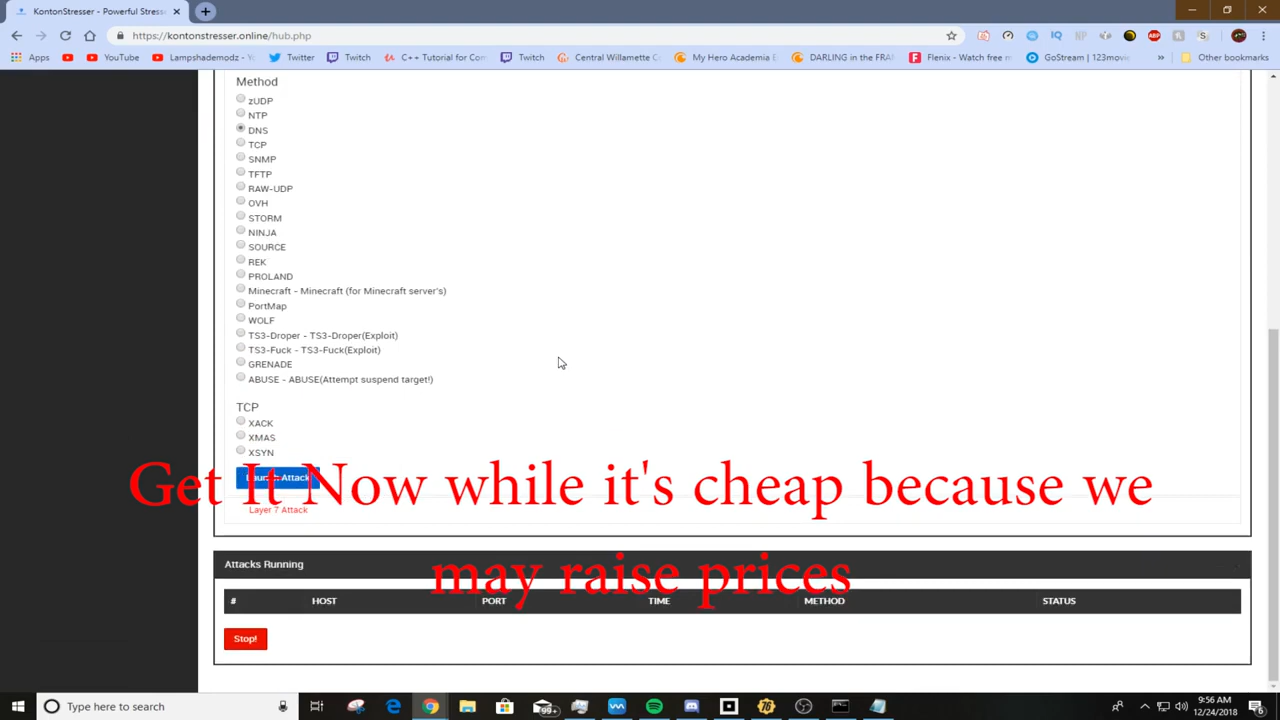 KontonStresser - Powerful Stress
https://kontonstresser.online/hub.php
Apps
YouTube
Lampshademodz - Y
Twitter
Twitch
C++ Tutorial for Com
Twitch
Central Willamette Co
My Hero Academia E
DARLING in the FRA
Flenix - Watch free m
GoStream | 123movie
»
Other bookmarks
Method
zUDP
NTP
DNS
TCP
SNMP
TFTP
RAW-UDP
OVH
STORM
NINJA
SOURCE
REK
PROLAND
Minecraft - Minecraft (for Minecraft server's)
PortMap
WOLF
TS3-Droper - TS3-Droper(Exploit)
TS3-Fuck - TS3-Fuck(Exploit)
GRENADE
ABUSE - ABUSE(Attempt suspend target!)
TCP
XACK
XMAS
XSYN
Launch Attack
Get It Now while it's cheap because we
Layer 7 Attack
may raise prices
Attacks Running
# HOST PORT TIME METHOD STATUS
Stop!
Type here to search
99+
9:56 AM
12/24/2018